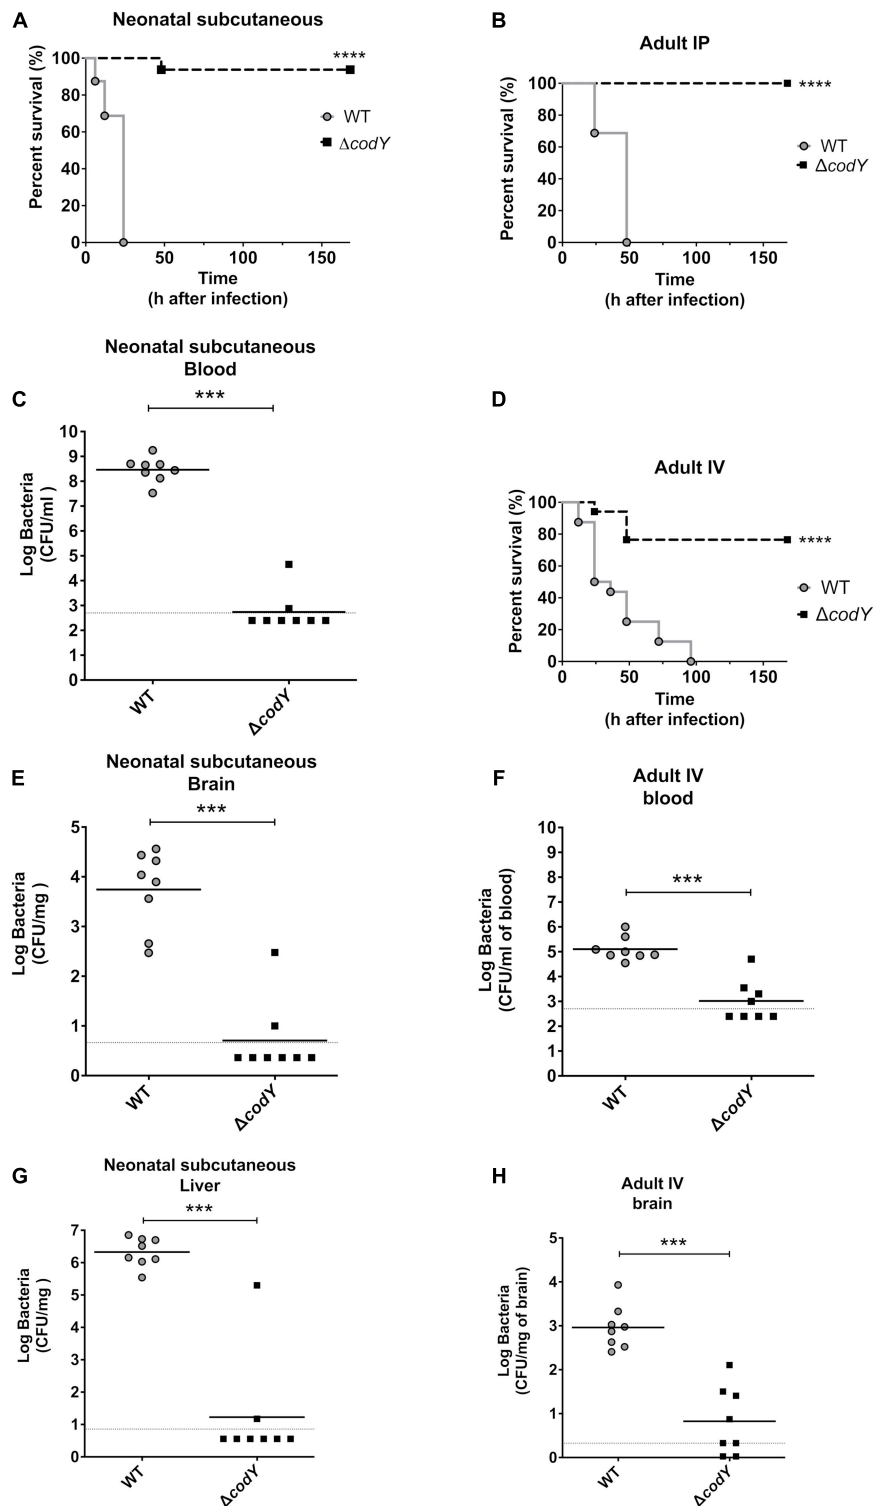 A
Neonatal subcutaneous
Percent survival (%)
100
80
60
40
20
0
****
WT
ΔcodY
0 50 100 150
Time
(h after infection)
B
Adult IP
Percent survival (%)
100
80
60
40
20
0
****
WT
ΔcodY
0 50 100 150
Time
(h after infection)
Neonatal subcutaneous
Blood
C
***
Log Bacteria
(CFU/ml)
10
9
8
7
6
5
4
3
2
1
0
WT
ΔcodY
D
Adult IV
Percent survival (%)
100
80
60
40
20
0
****
WT
ΔcodY
0 50 100 150
Time
(h after infection)
E
Neonatal subcutaneous
Brain
***
Log Bacteria
(CFU/mg )
5
4
3
2
1
0
WT
ΔcodY
F
Adult IV
blood
***
Log Bacteria
(CFU/ml of blood)
10
9
8
7
6
5
4
3
2
1
0
WT
ΔcodY
G
Neonatal subcutaneous
Liver
***
Log Bacteria
(CFU/mg )
7
6
5
4
3
2
1
0
WT
ΔcodY
H
Adult IV
brain
***
Log Bacteria
(CFU/mg of brain)
5
4
3
2
1
0
WT
ΔcodY